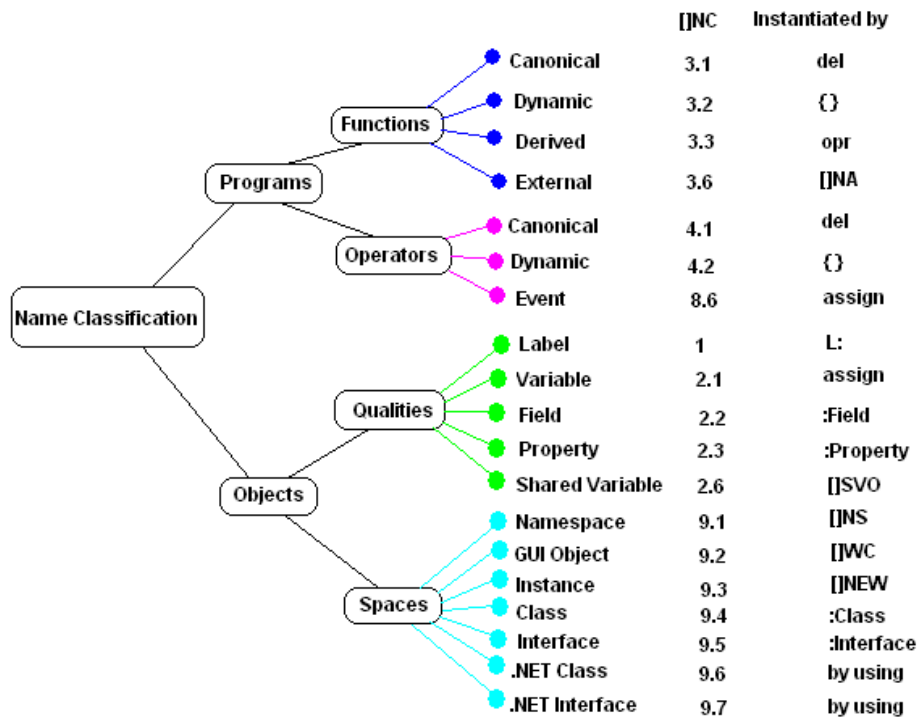 []NC Instantiated by
Canonical 3.1 del
Dynamic 3.2 {}
Functions
Derived 3.3 opr
External 3.6 []NA
Programs
Canonical 4.1 del
Operators
Dynamic 4.2 {}
Event 8.6 assign
Name Classification
Label 1 L:
Variable 2.1 assign
Qualities
Field 2.2 :Field
Property 2.3 :Property
Shared Variable 2.6 []SVO
Objects
Namespace 9.1 []NS
GUI Object 9.2 []WC
Instance 9.3 []NEW
Spaces
Class 9.4 :Class
Interface 9.5 :Interface
.NET Class 9.6 by using
.NET Interface 9.7 by using